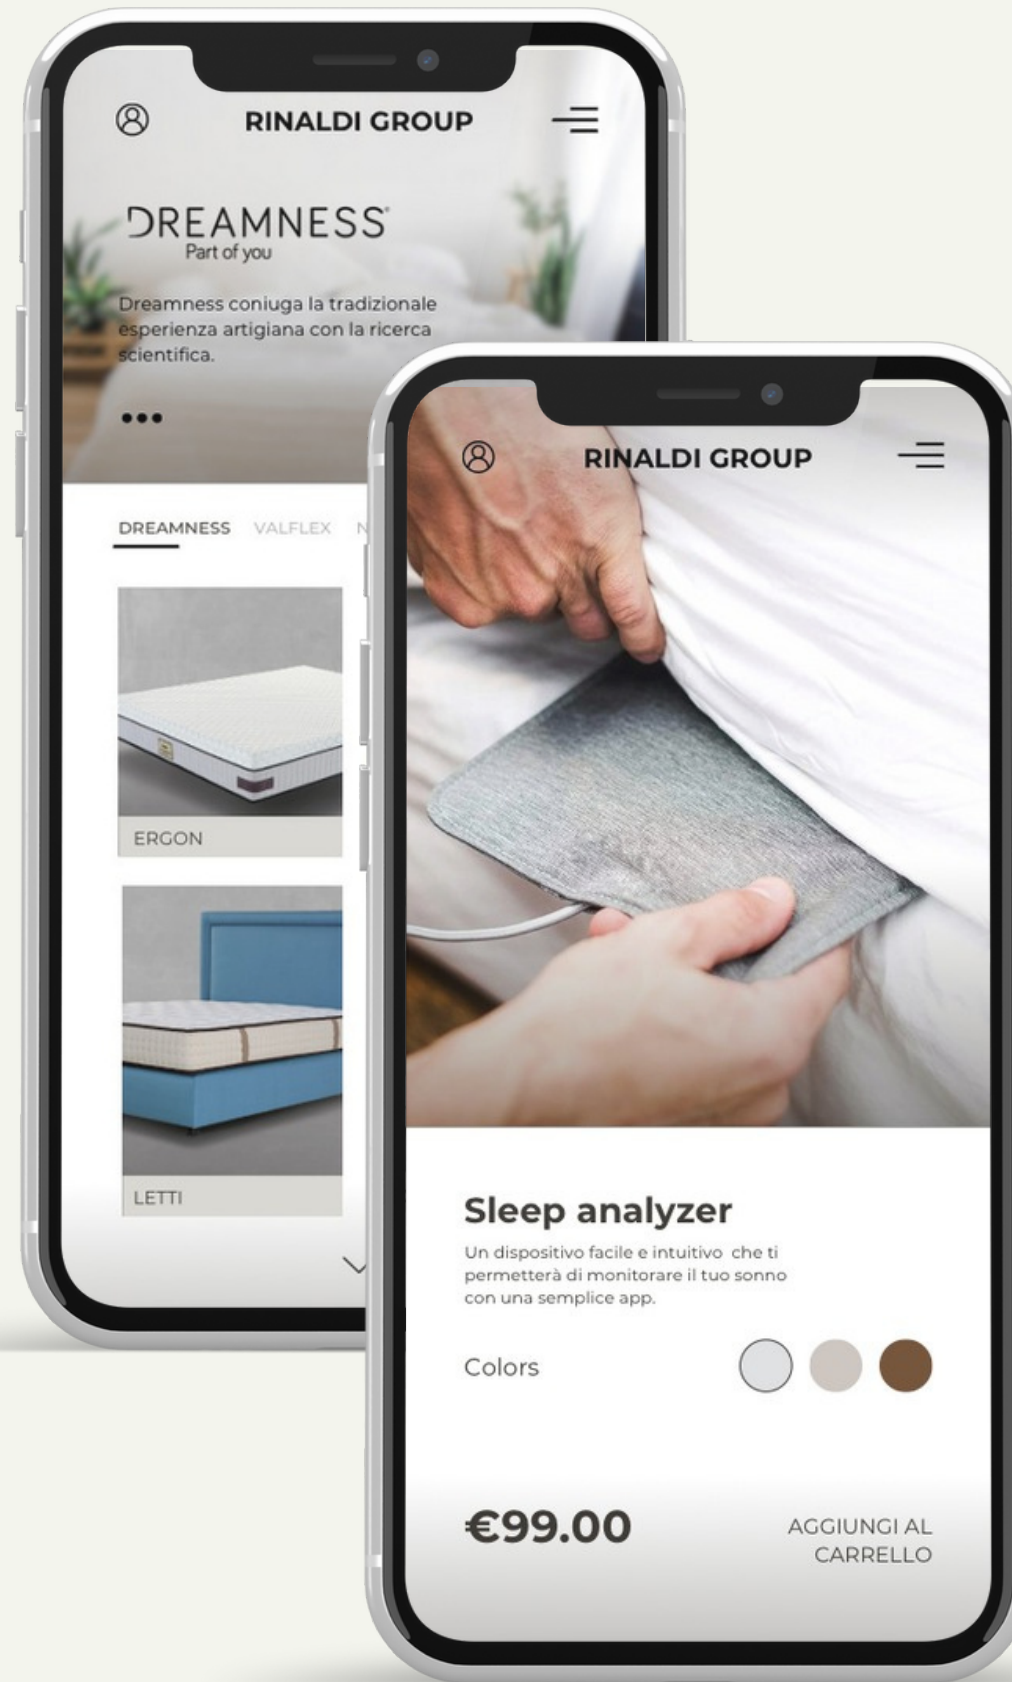 RINALDI GROUP
DREAMNESS®
Part of you
Dreamness coniuga la tradizionale
esperienza artigiana con la ricerca
scientifica.
DREAMNESS VALFLEX N
ERGON
LETTI
RINALDI GROUP
Sleep analyzer
Un dispositivo facile e intuitivo che ti
permetterà di monitorare il tuo sonno
con una semplice app.
Colors
€99.00
AGGIUNGI AL
CARRELLO